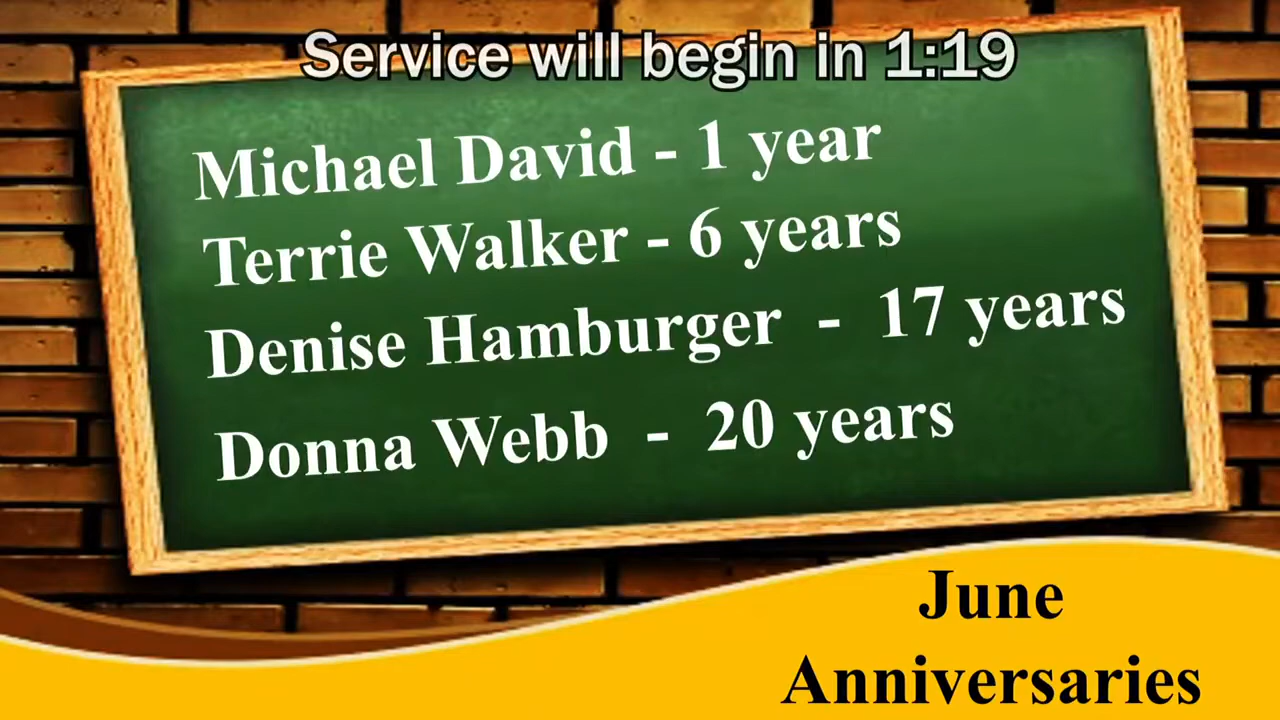 Service will begin in 1:19
Michael David - 1 year
Terrie Walker - 6 years
Denise Hamburger - 17 years
Donna Webb - 20 years
June
Anniversaries